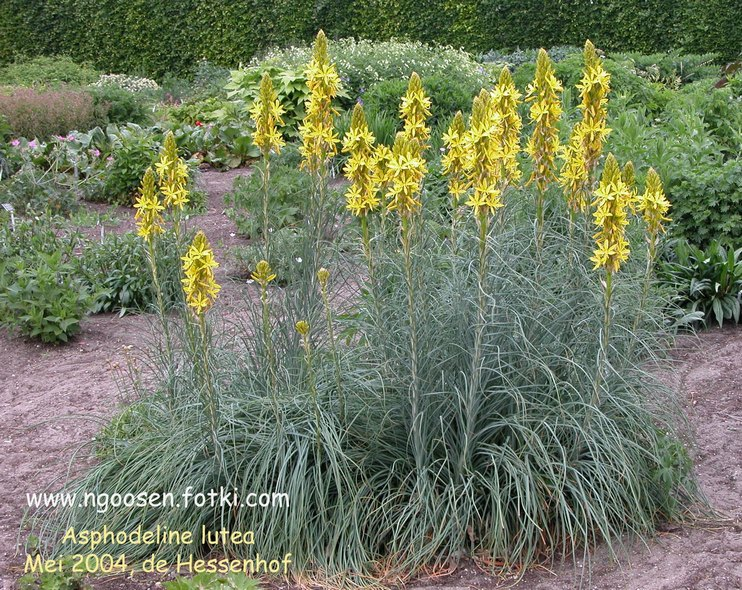 www.ngoosen.fotki.com
Asphodeline lutea
Mei 2004, de Hessenhof